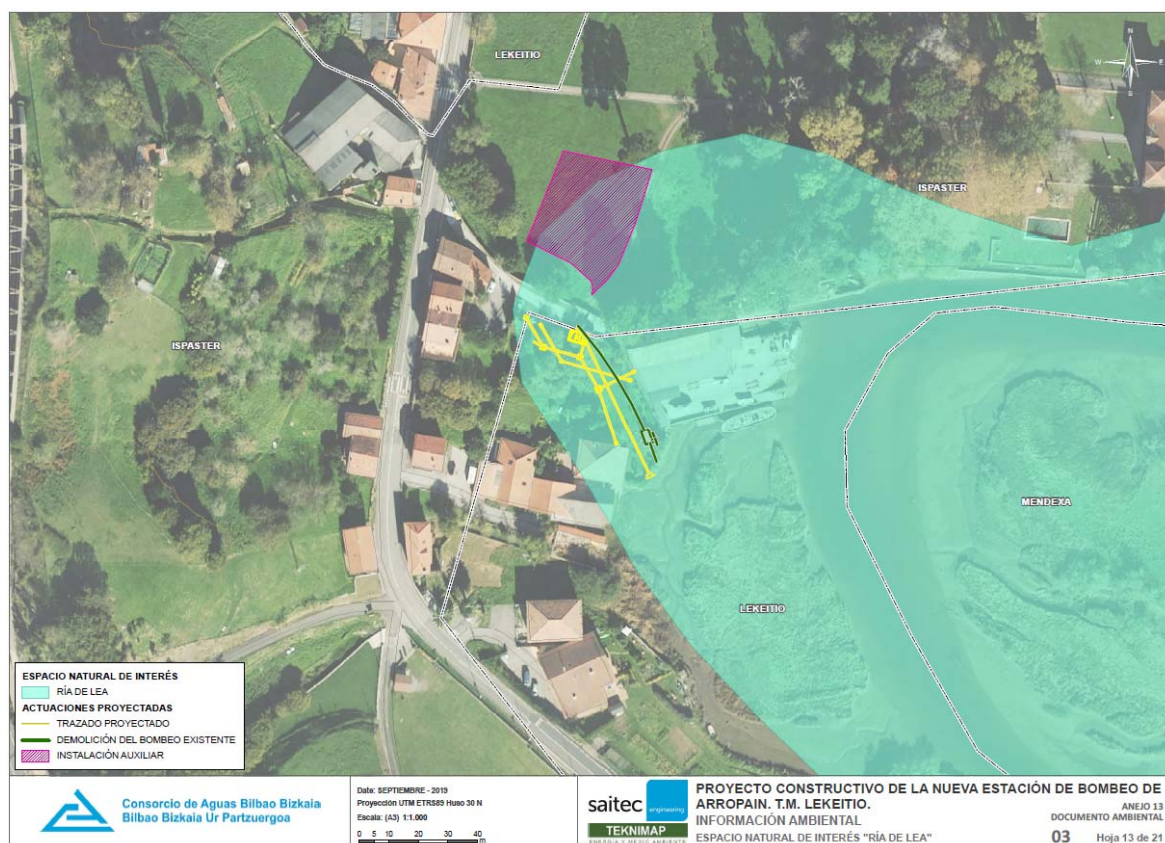 LEKEITIO
N
W E
S
ISPASTER
ISPASTER
MENDEXA
LEKEITIO
ESPACIO NATURAL DE INTERÉS
RÍA DE LEA
ACTUACIONES PROYECTADAS
TRAZADO PROYECTADO
DEMOLICIÓN DEL BOMBEO EXISTENTE
INSTALACIÓN AUXILIAR
Consorcio de Aguas Bilbao Bizkaia
Bilbao Bizkaia Ur Partzuergoa
Date: SEPTIEMBRE - 2019
Proyección UTM ETRS89 Huso 30 N
Escala: (A3) 1:1.000
0 5 10 20 30 40
m
saitec engineering
TEKNIMAP
ENERGÍA Y MEDIO AMBIENTE
PROYECTO CONSTRUCTIVO DE LA NUEVA ESTACIÓN DE BOMBEO DE
ARROPAIN. T.M. LEKEITIO.
INFORMACIÓN AMBIENTAL
ESPACIO NATURAL DE INTERÉS "RÍA DE LEA"
ANEJO 13
DOCUMENTO AMBIENTAL
03 Hoja 13 de 21